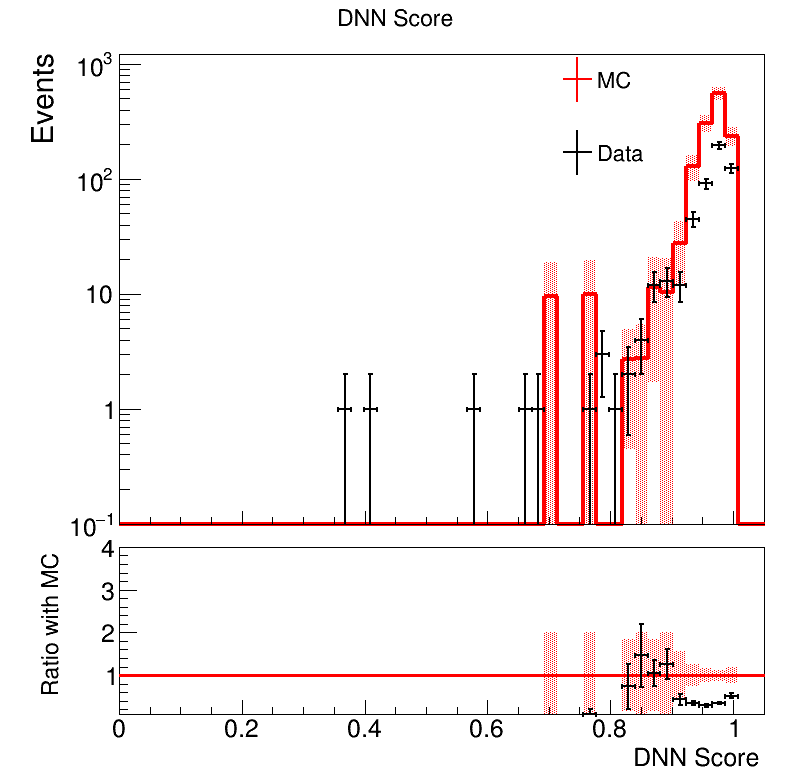 DNN Score
Events
10³
10²
10
1
10⁻¹
MC
Data
Ratio with MC
4
3
2
1
0 0.2 0.4 0.6 0.8 1
DNN Score